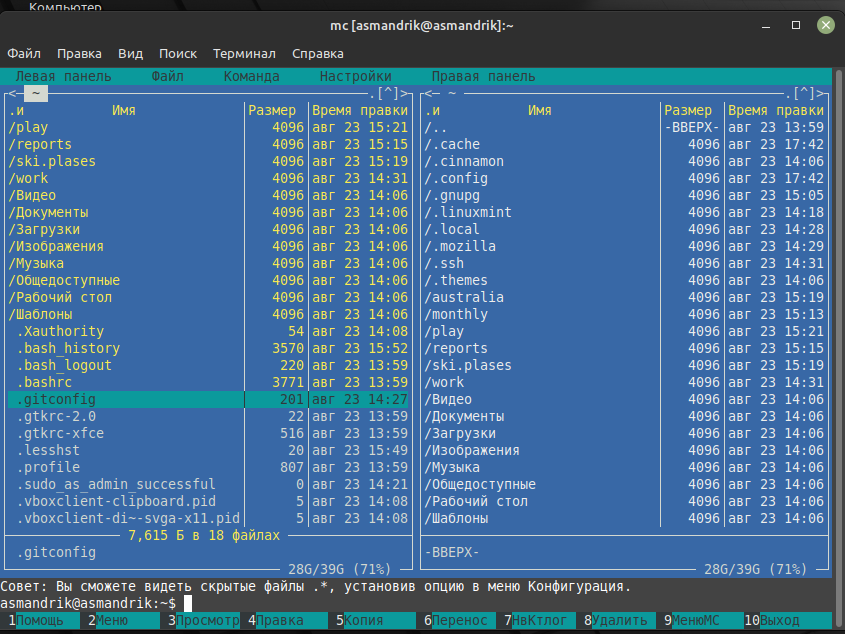 Компьютер
mc [asmandrik@asmandrik]:~
Файл Правка Вид Поиск Терминал Справка
Левая панель Файл Команда Настройки Правая панель
<─ ~ ─.[^]> <─ ~ ─.[^]>
.и Имя Размер Время правки .и Имя Размер Время правки
/play 4096 авг 23 15:21 /.. -ВВЕРХ- авг 23 13:59
/reports 4096 авг 23 15:15 /.cache 4096 авг 23 17:42
/ski.plases 4096 авг 23 15:19 /.cinnamon 4096 авг 23 14:06
/work 4096 авг 23 14:31 /.config 4096 авг 23 17:42
/Видео 4096 авг 23 14:06 /.gnupg 4096 авг 23 15:05
/Документы 4096 авг 23 14:06 /.linuxmint 4096 авг 23 14:18
/Загрузки 4096 авг 23 14:06 /.local 4096 авг 23 14:28
/Изображения 4096 авг 23 14:06 /.mozilla 4096 авг 23 14:29
/Музыка 4096 авг 23 14:06 /.ssh 4096 авг 23 14:31
/Общедоступные 4096 авг 23 14:06 /.themes 4096 авг 23 14:06
/Рабочий стол 4096 авг 23 14:06 /australia 4096 авг 23 15:19
/Шаблоны 4096 авг 23 14:06 /monthly 4096 авг 23 15:13
.Xauthority 54 авг 23 14:08 /play 4096 авг 23 15:21
.bash_history 3570 авг 23 15:52 /reports 4096 авг 23 15:15
.bash_logout 220 авг 23 13:59 /ski.plases 4096 авг 23 15:19
.bashrc 3771 авг 23 13:59 /work 4096 авг 23 14:31
.gitconfig 201 авг 23 14:27 /Видео 4096 авг 23 14:06
.gtkrc-2.0 22 авг 23 13:59 /Документы 4096 авг 23 14:06
.gtkrc-xfce 516 авг 23 13:59 /Загрузки 4096 авг 23 14:06
.lesshst 20 авг 23 15:49 /Изображения 4096 авг 23 14:06
.profile 807 авг 23 13:59 /Музыка 4096 авг 23 14:06
.sudo_as_admin_successful 0 авг 23 14:21 /Общедоступные 4096 авг 23 14:06
.vboxclient-clipboard.pid 5 авг 23 14:08 /Рабочий стол 4096 авг 23 14:06
.vboxclient-di~-svga-x11.pid 5 авг 23 14:08 /Шаблоны 4096 авг 23 14:06
7,615 Б в 18 файлах
.gitconfig -ВВЕРХ-
28G/39G (71%) 28G/39G (71%)
Совет: Вы сможете видеть скрытые файлы .*, установив опцию в меню Конфигурация.
asmandrik@asmandrik:~$
1Помощь 2Меню 3Просмотр 4Правка 5Копия 6Перенос 7НвКтлог 8Удалить 9МенюMC 10Выход